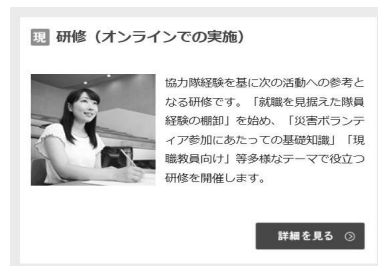 現 研修(オンラインでの実施)
協力隊経験を基に次の活動への参考と
なる研修です。「就職を見据えた隊員
経験の棚卸」を始め、「災害ボランテ
ィア参加にあたっての基礎知識」「現
職教員向け」等多様なテーマで役立つ
研修を開催します。
詳細を見る